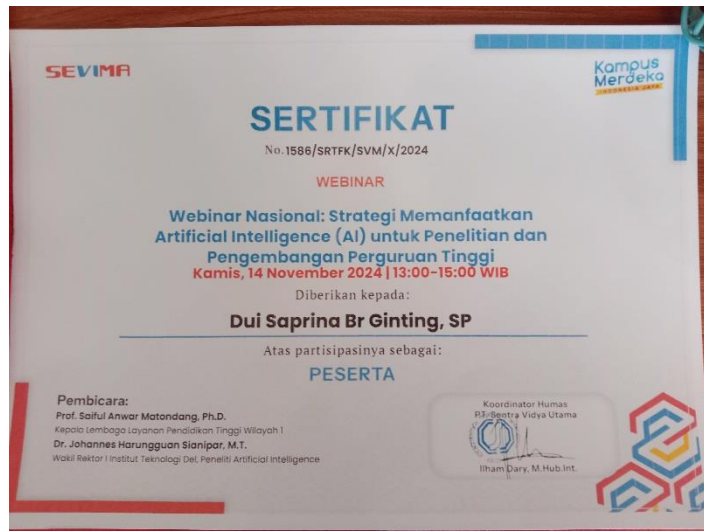 SEVIMA
Kampus
Merdeka
INDONESIA JAYA
SERTIFIKAT
No. 1586/SRTFK/SVM/X/2024
WEBINAR
Webinar Nasional: Strategi Memanfaatkan
Artificial Intelligence (AI) untuk Penelitian dan
Pengembangan Perguruan Tinggi
Kamis, 14 November 2024 | 13:00-15:00 WIB
Diberikan kepada:
Dui Saprina Br Ginting, SP
Atas partisipasinya sebagai:
PESERTA
Pembicara:
Prof. Saiful Anwar Matondang, Ph.D.
Kepala Lembaga Layanan Pendidikan Tinggi Wilayah 1
Dr. Johannes Harungguan Sianipar, M.T.
Wakil Rektor I Institut Teknologi Del, Peneliti Artificial Intelligence
Koordinator Humas
PT. Sentra Vidya Utama
Ilham Dary, M.Hub.Int.